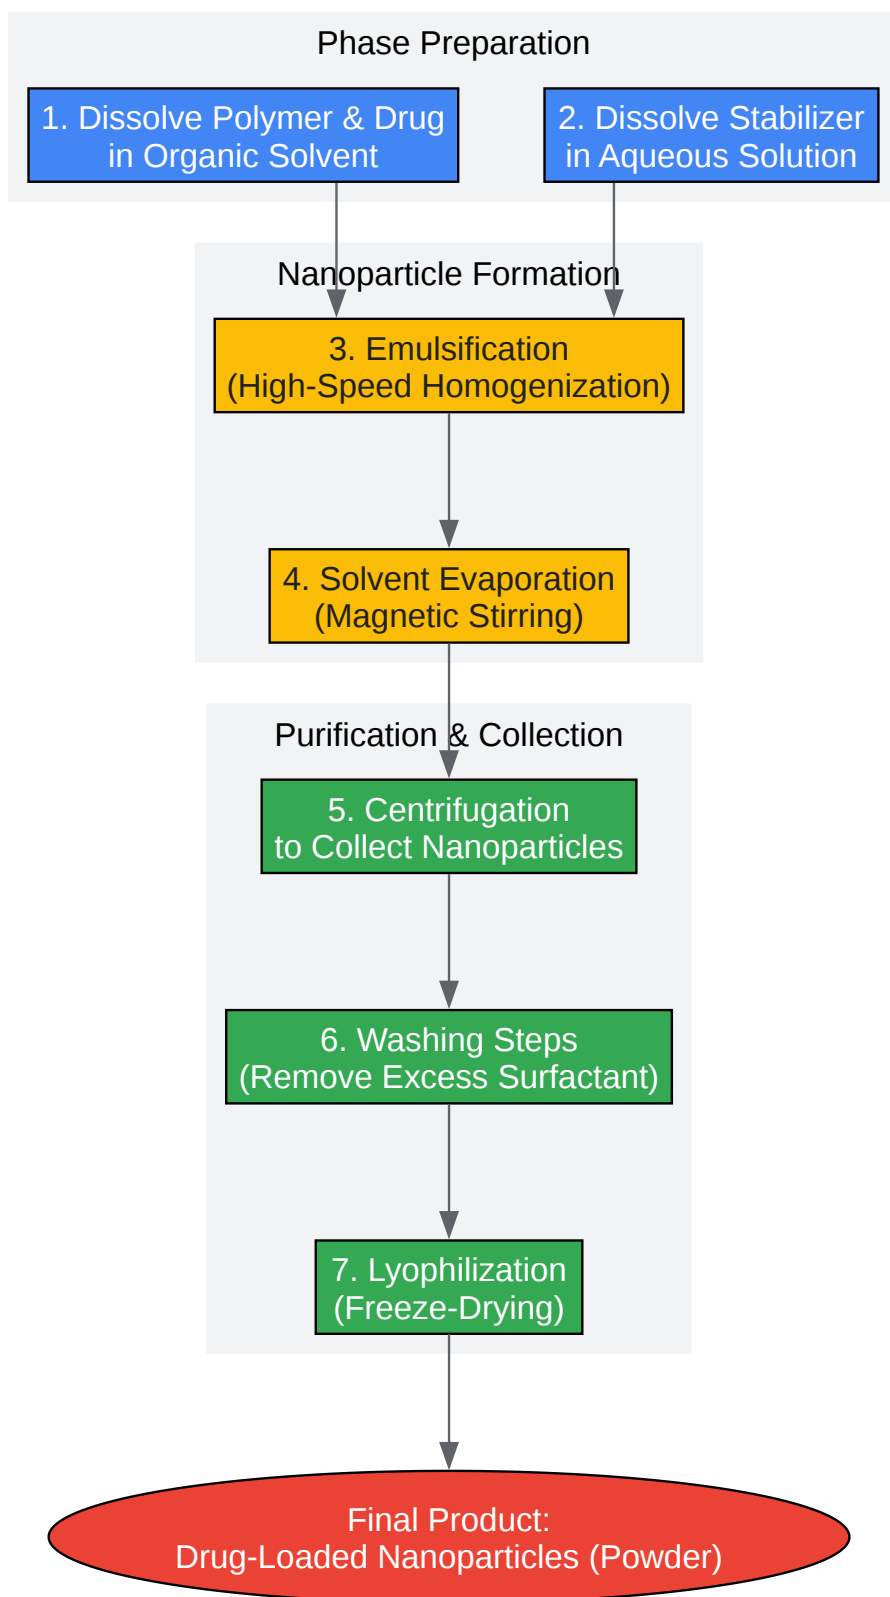 Phase Preparation
1. Dissolve Polymer & Drug
in Organic Solvent
2. Dissolve Stabilizer
in Aqueous Solution
Nanoparticle Formation
3. Emulsification
(High-Speed Homogenization)
4. Solvent Evaporation
(Magnetic Stirring)
Purification & Collection
5. Centrifugation
to Collect Nanoparticles
6. Washing Steps
(Remove Excess Surfactant)
7. Lyophilization
(Freeze-Drying)
Final Product:
Drug-Loaded Nanoparticles (Powder)